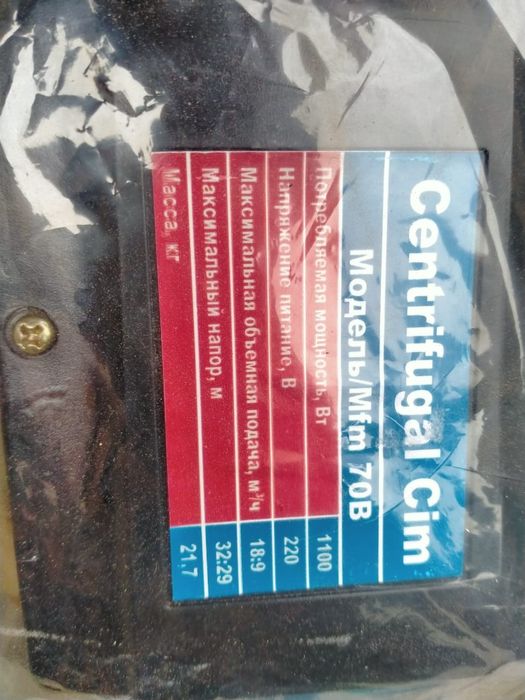 Centrifugal Cim
Модель/Mfm 70B
Потребляемая мощность, Вт 1100
Напряжение питание, В 220
Максимальная объемная подача, м³/ч 18:9
Максимальный напор, м 32:29
Масса, кг 21,7